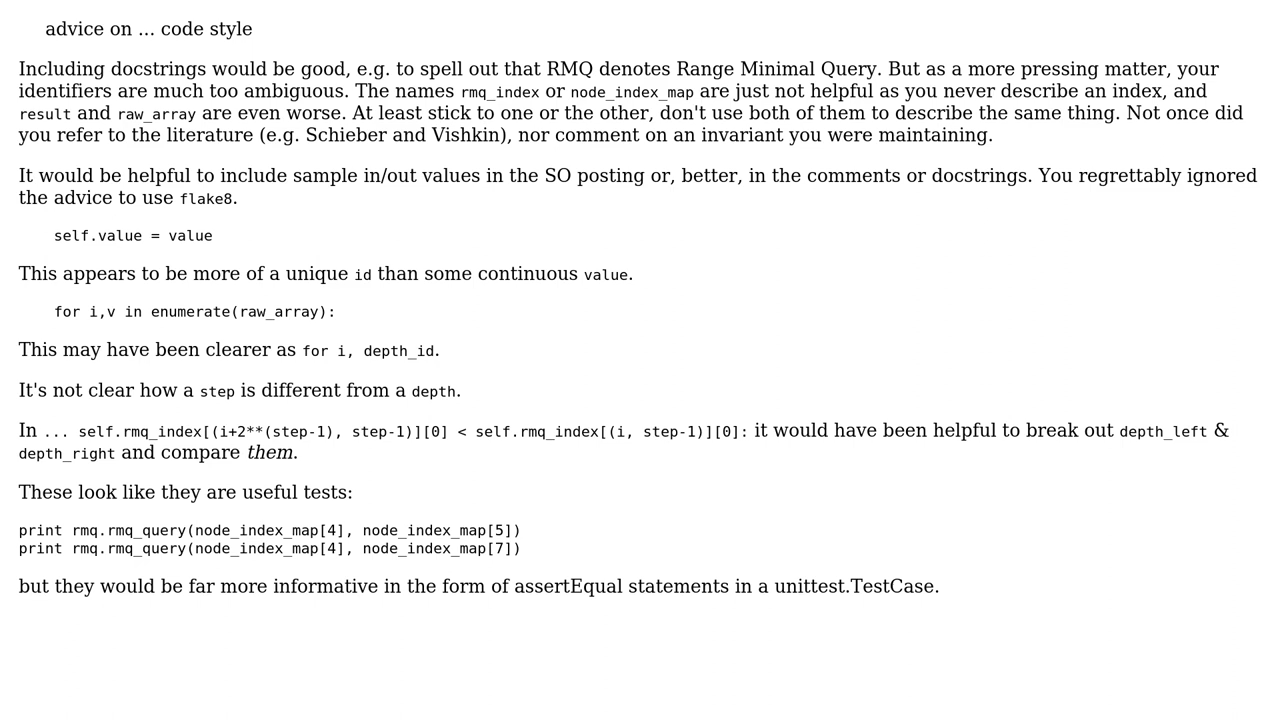 advice on ... code style
Including docstrings would be good, e.g. to spell out that RMQ denotes Range Minimal Query. But as a more pressing matter, your
identifiers are much too ambiguous. The names rmq_index or node_index_map are just not helpful as you never describe an index, and
result and raw_array are even worse. At least stick to one or the other, don't use both of them to describe the same thing. Not once did
you refer to the literature (e.g. Schieber and Vishkin), nor comment on an invariant you were maintaining.
It would be helpful to include sample in/out values in the SO posting or, better, in the comments or docstrings. You regrettably ignored
the advice to use flake8.
self.value = value
This appears to be more of a unique id than some continuous value.
for i,v in enumerate(raw_array):
This may have been clearer as for i, depth_id.
It's not clear how a step is different from a depth.
In ... self.rmq_index[(i+2**(step-1), step-1)][0] < self.rmq_index[(i, step-1)][0]: it would have been helpful to break out depth_left &
depth_right and compare them.
These look like they are useful tests:
print rmq.rmq_query(node_index_map[4], node_index_map[5])
print rmq.rmq_query(node_index_map[4], node_index_map[7])
but they would be far more informative in the form of assertEqual statements in a unittest.TestCase.